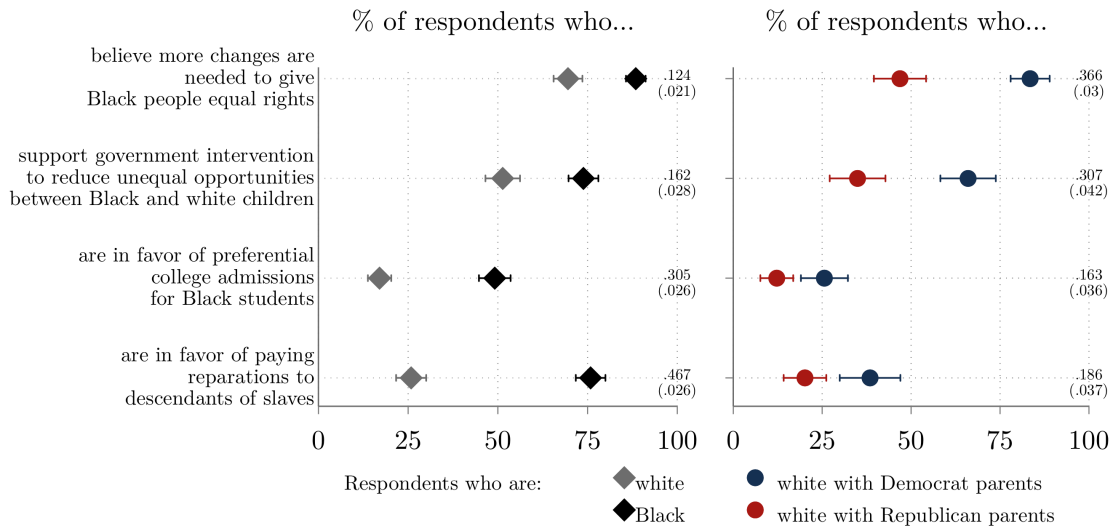 % of respondents who...
% of respondents who...
believe more changes are
needed to give
Black people equal rights
.124
(.021)
.366
(.03)
support government intervention
to reduce unequal opportunities
between Black and white children
.162
(.028)
.307
(.042)
are in favor of preferential
college admissions
for Black students
.305
(.026)
.163
(.036)
are in favor of paying
reparations to
descendants of slaves
.467
(.026)
.186
(.037)
0 25 50 75 100
0 25 50 75 100
Respondents who are:
white
Black
white with Democrat parents
white with Republican parents